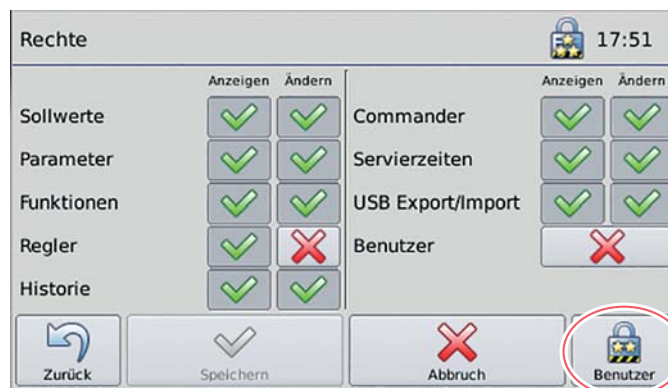 Rechte 17:51
Anzeigen Ändern
Sollwerte
Parameter
Funktionen
Regler
Historie
Anzeigen Ändern
Commander
Servierzeiten
USB Export/Import
Benutzer
Zurück Speichern Abbruch Benutzer